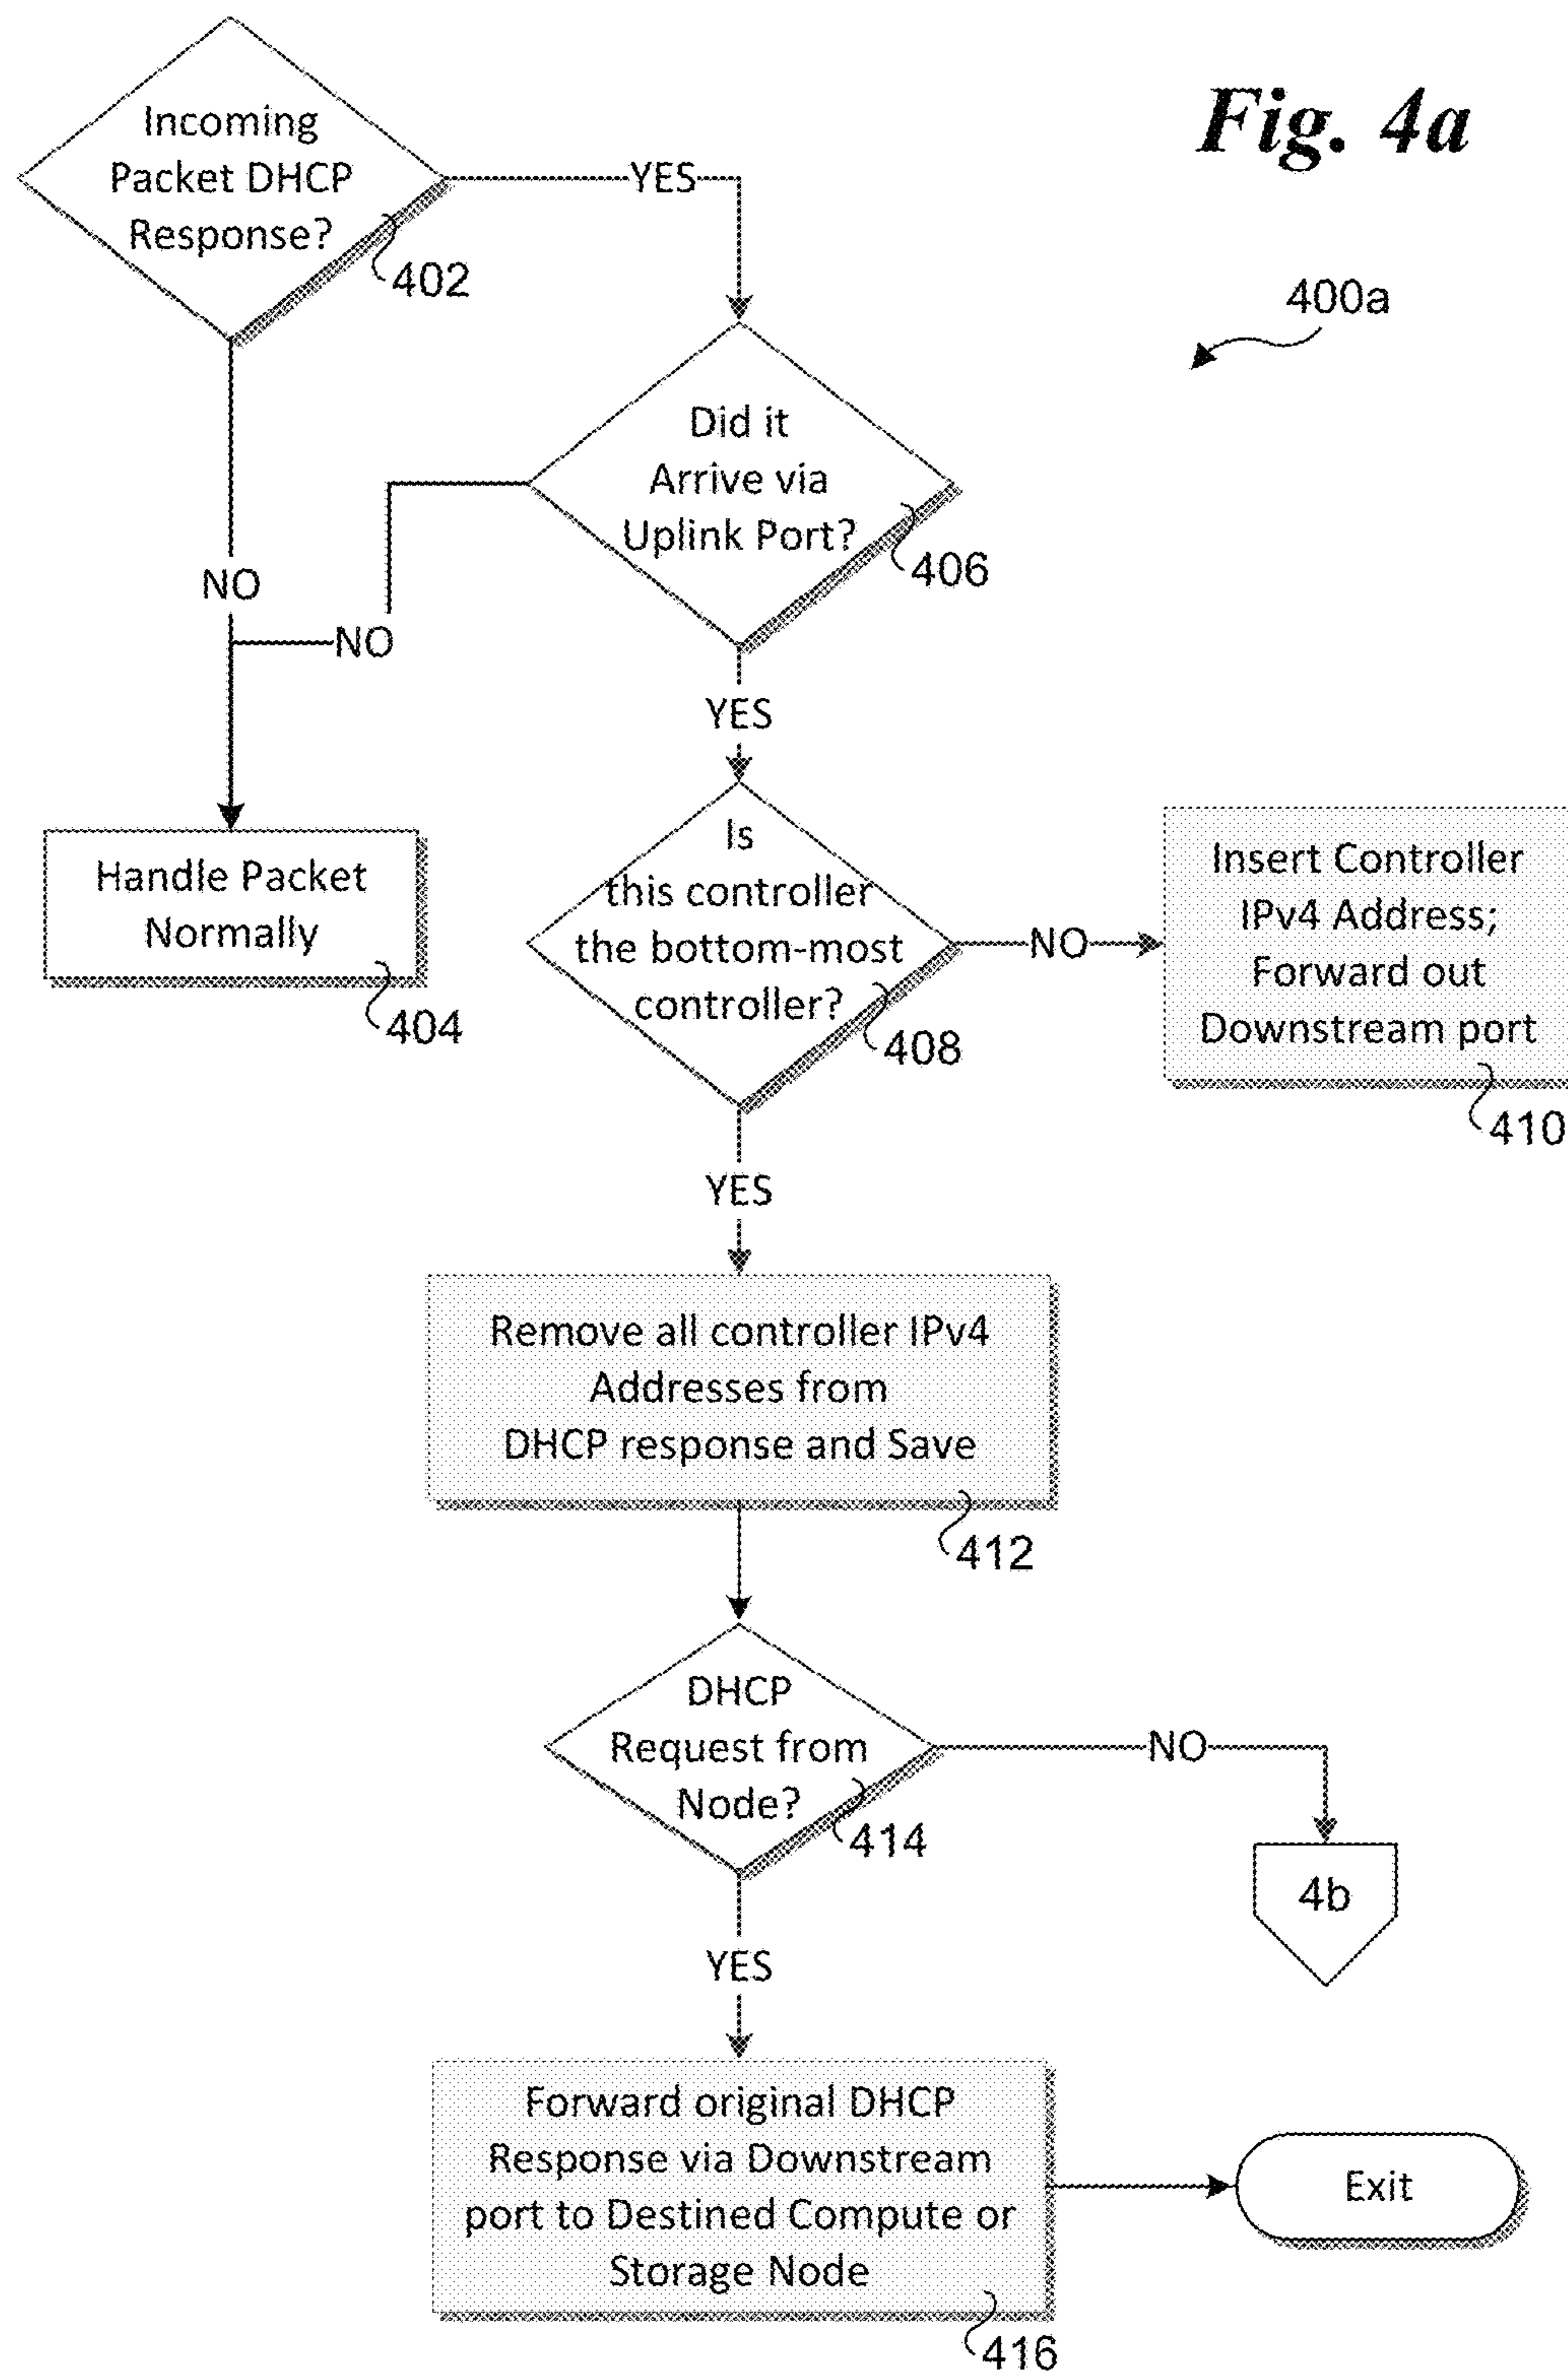 Fig. 4a
Incoming
Packet DHCP
Response?
402
YES
400a
Did it
Arrive via
Uplink Port?
406
NO
NO
YES
Handle Packet
Normally
404
Is
this controller
the bottom-most
controller?
408
NO
Insert Controller
IPv4 Address;
Forward out
Downstream port
410
YES
Remove all controller IPv4
Addresses from
DHCP response and Save
412
DHCP
Request from
Node?
414
NO
4b
YES
Forward original DHCP
Response via Downstream
port to Destined Compute or
Storage Node
416
Exit